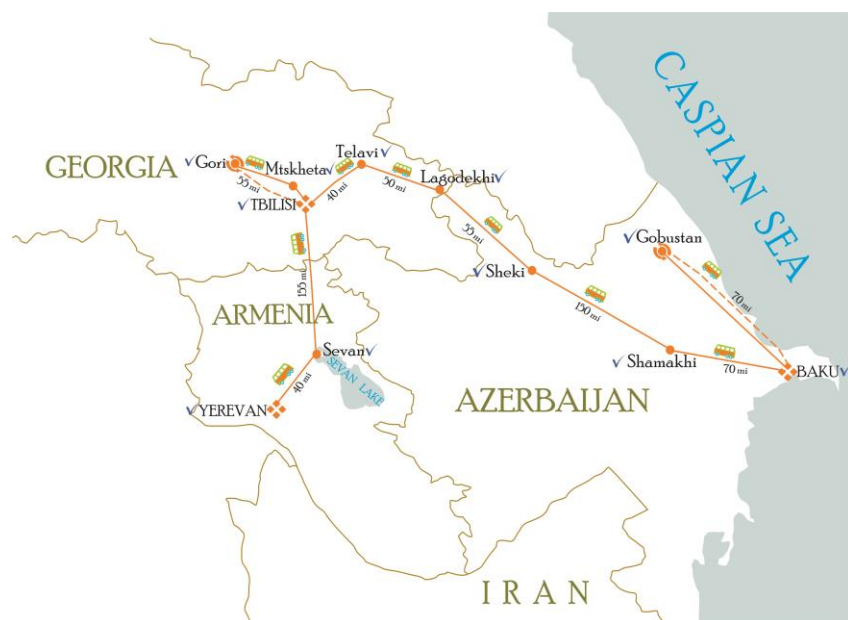 CASPIAN SEA
GEORGIA
Gori
Mtskheta
Telavi
Lagodekhi
55 mi
TBILISI
40 mi
50 mi
Gobustan
55 mi
Sheki
70 mi
155 mi
150 mi
ARMENIA
Sevan
SEVAN LAKE
40 mi
Shamakhi
70 mi
BAKU
YEREVAN
AZERBAIJAN
IRAN